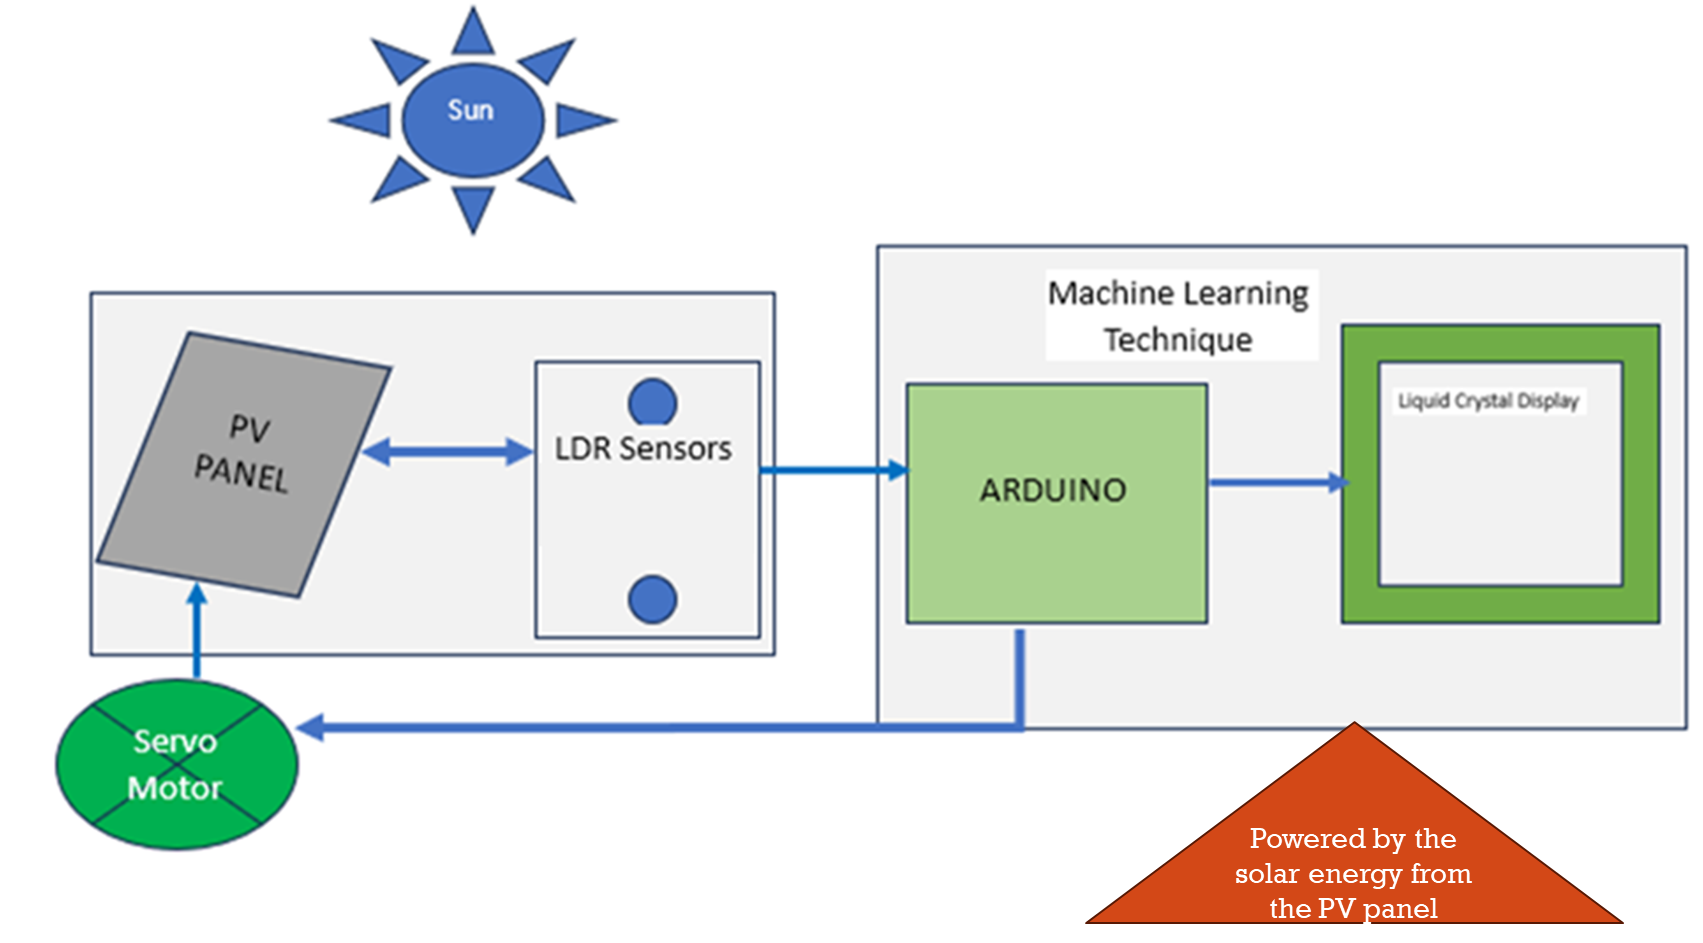 Sun
Machine Learning
Technique
PV
PANEL
LDR Sensors
ARDUINO
Liquid Crystal Display
Servo
Motor
Powered by the
solar energy from
the PV panel